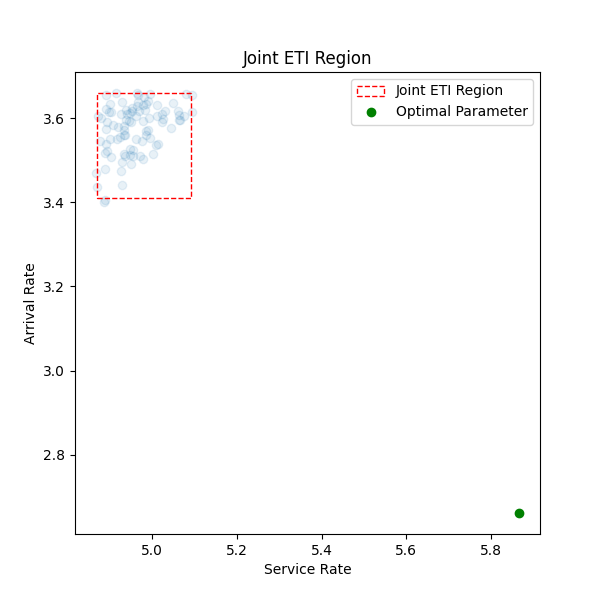 Joint ETI Region
Joint ETI Region
Optimal Parameter
3.6
3.4
3.2
3.0
2.8
Arrival Rate
5.0
5.2
5.4
5.6
5.8
Service Rate